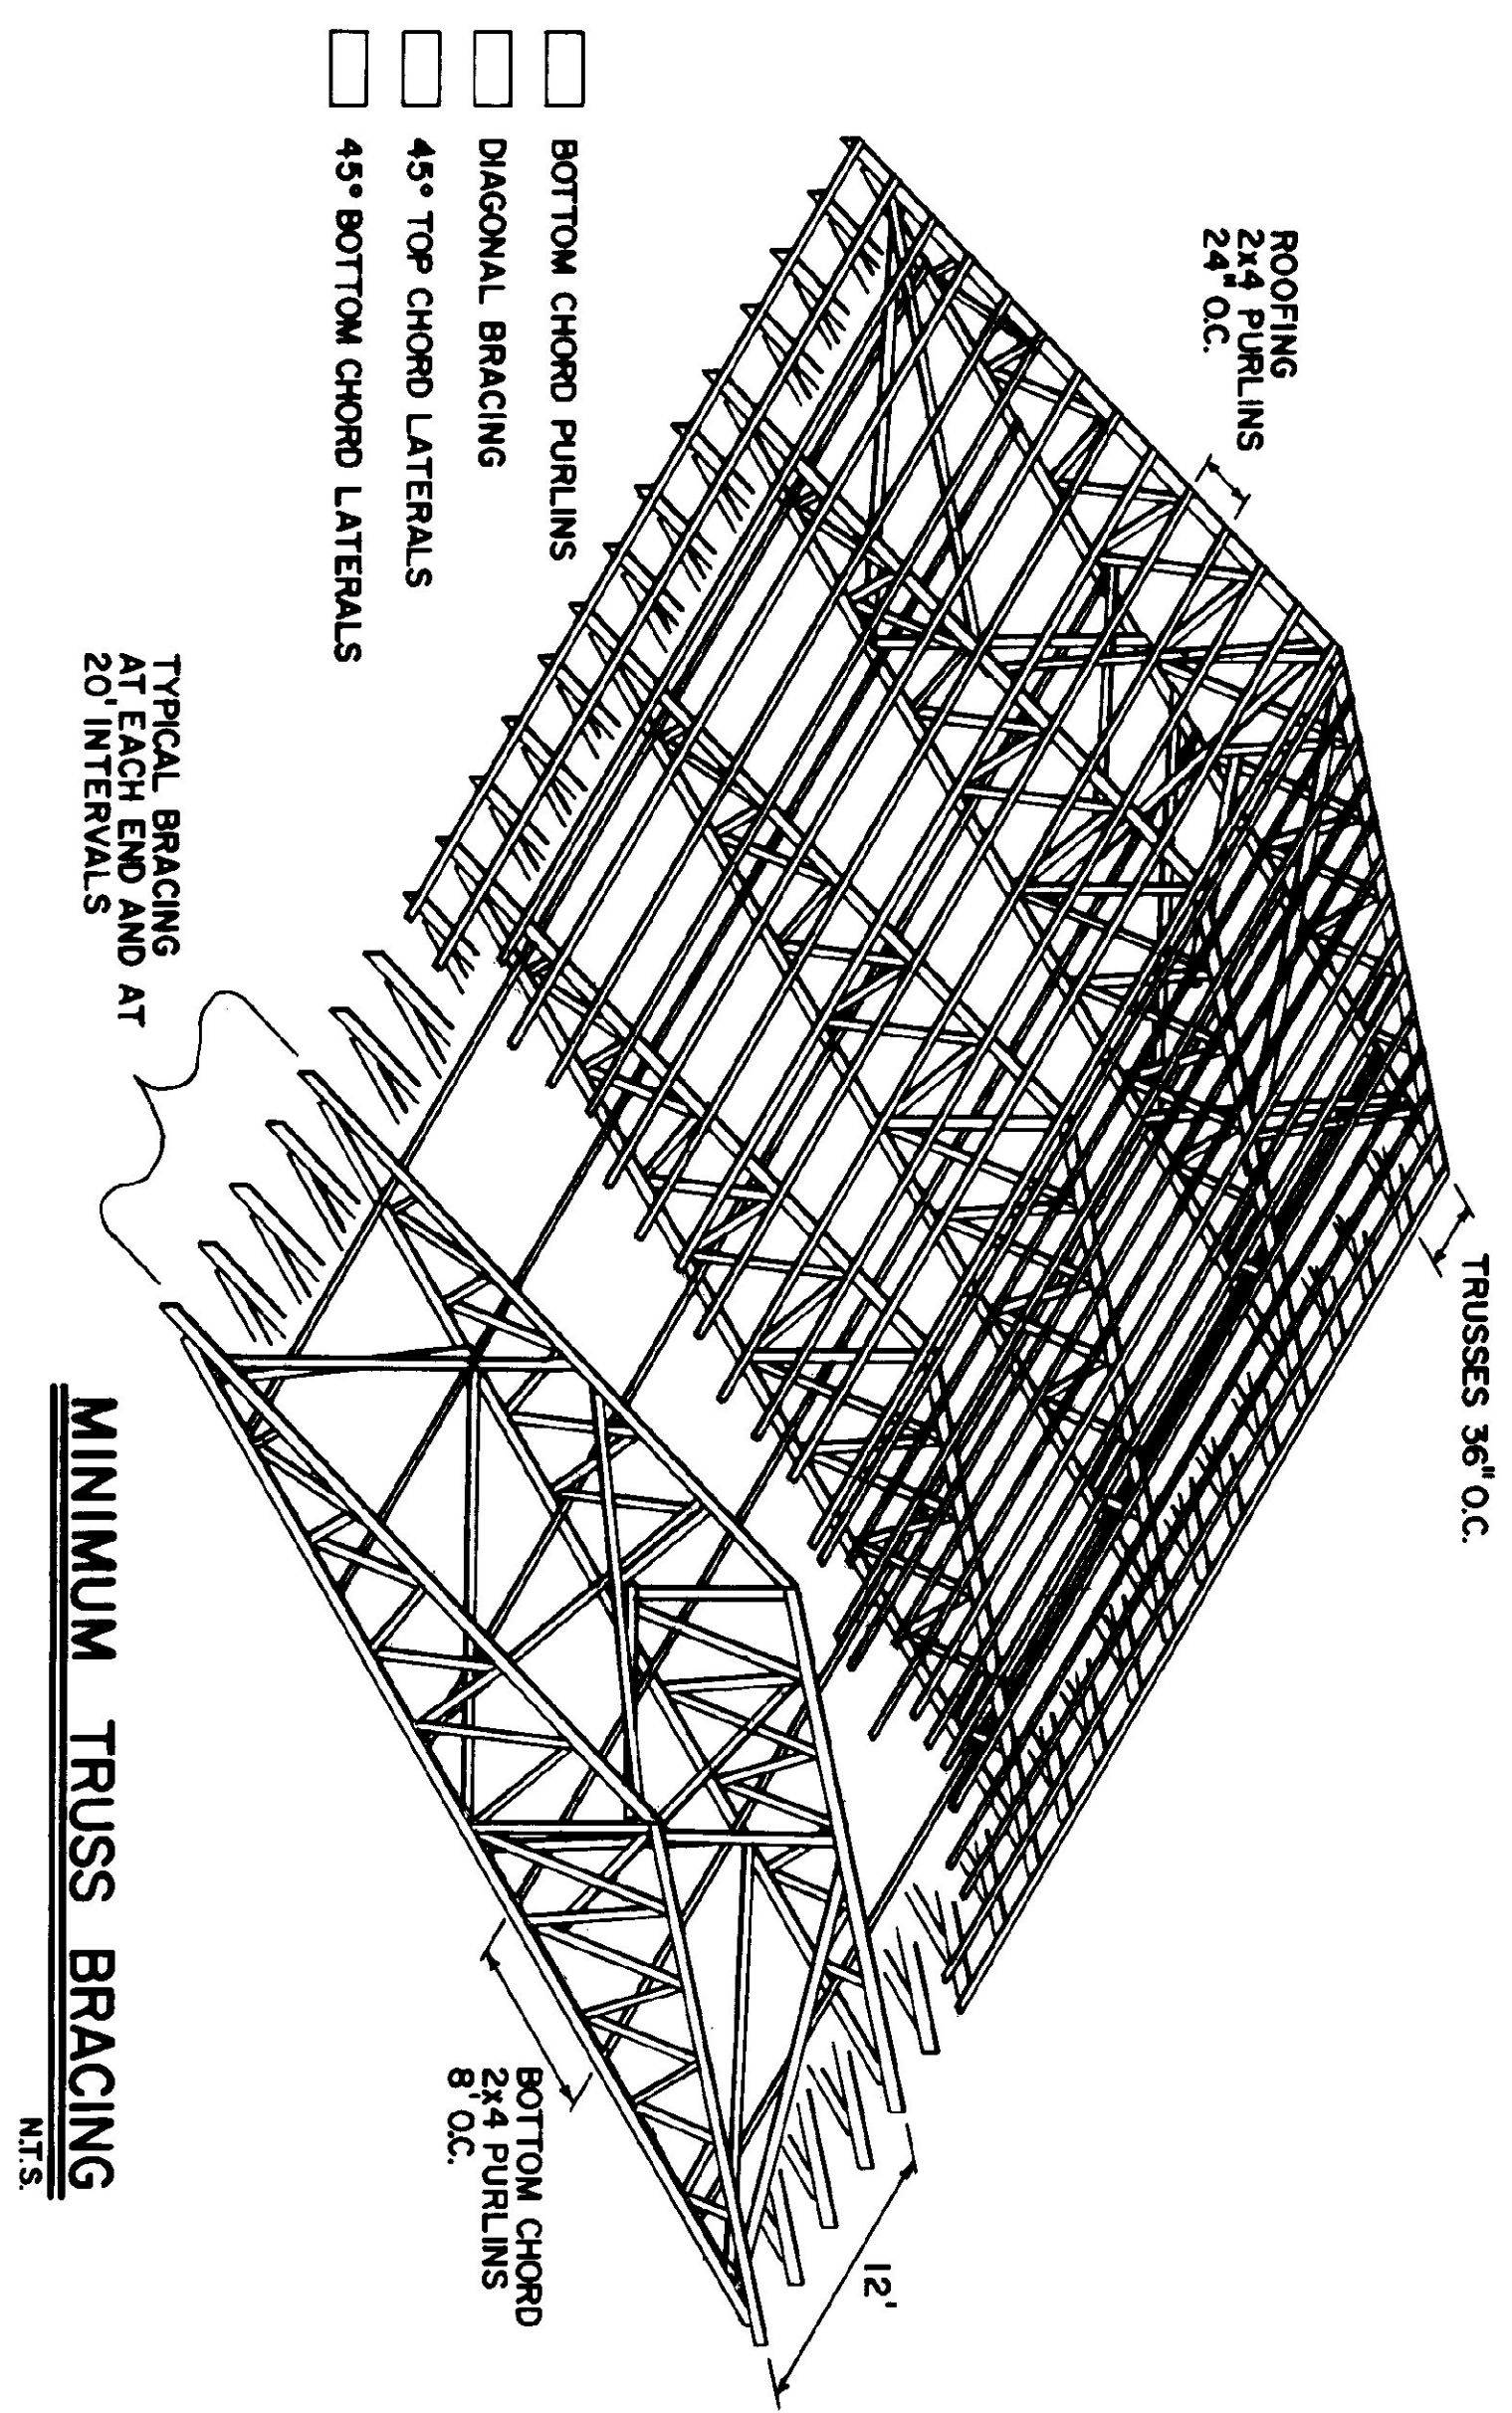 ROOFING
2x4 PURLINS
24" O.C.
TRUSSES 36" O.C.
BOTTOM CHORD PURLINS
DIAGONAL BRACING
45° TOP CHORD LATERALS
45° BOTTOM CHORD LATERALS
TYPICAL BRACING
AT EACH END AND AT
20' INTERVALS
12'
BOTTOM CHORD
2x4 PURLINS
8' O.C.
MINIMUM TRUSS BRACING
N.T.S.